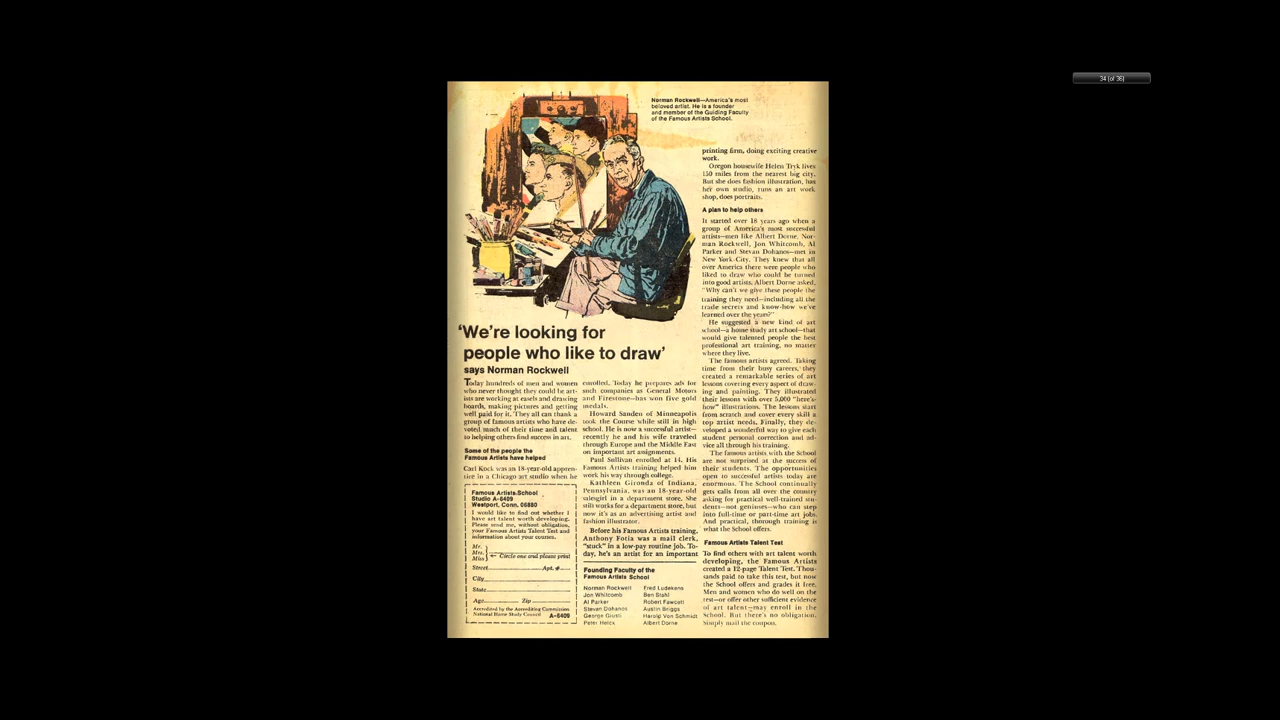 34 (of 36)
Norman Rockwell—America's most
beloved artist. He is a founder
and member of the Guiding Faculty
of the Famous Artists School.
'We're looking for
people who like to draw'
says Norman Rockwell
Today hundreds of men and women
who never thought they could be art-
ists are working at easels and drawing
boards, making pictures and getting
well paid for it. They all can thank a
group of famous artists who have de-
voted much of their time and talent
to helping others find success in art.
Some of the people the
Famous Artists have helped
Carl Kock was an 18-year-old appren-
tice in a Chicago art studio when he
Famous Artists School
Studio A-6409
Westport, Conn. 06880
I would like to find out whether I
have art talent worth developing.
Please send me, without obligation,
your Famous Artists Talent Test and
information about your courses.
Mr.
Mrs.
Miss
← Circle one and please print
Street Apt. #
City
State
Age Zip
Accredited by the Accrediting Commission
National Home Study Council A-6409
enrolled. Today he prepares ads for
such companies as General Motors
and Firestone—has won five gold
medals.
Howard Sanden of Minneapolis
took the Course while still in high
school. He is now a successful artist—
recently he and his wife traveled
through Europe and the Middle East
on important art assignments.
Paul Sullivan enrolled at 14. His
Famous Artists training helped him
work his way through college.
Kathleen Gironda of Indiana,
Pennsylvania, was an 18-year-old
salesgirl in a department store. She
still works for a department store, but
now it's as an advertising artist and
fashion illustrator.
Before his Famous Artists training,
Anthony Fotia was a mail clerk,
"stuck" in a low-pay routine job. To-
day, he's an artist for an important
Founding Faculty of the
Famous Artists School
Norman Rockwell Fred Ludekens
Jon Whitcomb Ben Stahl
Al Parker Robert Fawcett
Stevan Dohanos Austin Briggs
George Giusti Harold Von Schmidt
Peter Helck Albert Dorne
printing firm, doing exciting creative
work.
Oregon housewife Helen Tryk lives
150 miles from the nearest big city.
But she does fashion illustration, has
her own studio, runs an art work
shop, does portraits.
A plan to help others
It started over 18 years ago when a
group of America's most successful
artists—men like Albert Dorne, Nor-
man Rockwell, Jon Whitcomb, Al
Parker and Stevan Dohanos—met in
New York City. They knew that all
over America there were people who
liked to draw who could be turned
into good artists. Albert Dorne asked,
"Why can't we give these people the
training they need—including all the
trade secrets and know-how we've
learned over the years?"
He suggested a new kind of art
school—a home study art school—that
would give talented people the best
professional art training, no matter
where they live.
The famous artists agreed. Taking
time from their busy careers, they
created a remarkable series of art
lessons covering every aspect of draw-
ing and painting. They illustrated
their lessons with over 5,000 "here's-
how" illustrations. The lessons start
from scratch and cover every skill a
top artist needs. Finally, they de-
veloped a wonderful way to give each
student personal correction and ad-
vice all through his training.
The famous artists with the School
are not surprised at the success of
their students. The opportunities
open to successful artists today are
enormous. The School continually
gets calls from all over the country
asking for practical well-trained stu-
dents—not geniuses—who can step
into full-time or part-time art jobs.
And practical, thorough training is
what the School offers.
Famous Artists Talent Test
To find others with art talent worth
developing, the Famous Artists
created a 12-page Talent Test. Thou-
sands paid to take this test, but now
the School offers and grades it free.
Men and women who do well on the
test—or offer other sufficient evidence
of art talent—may enroll in the
School. But there's no obligation.
Simply mail the coupon.